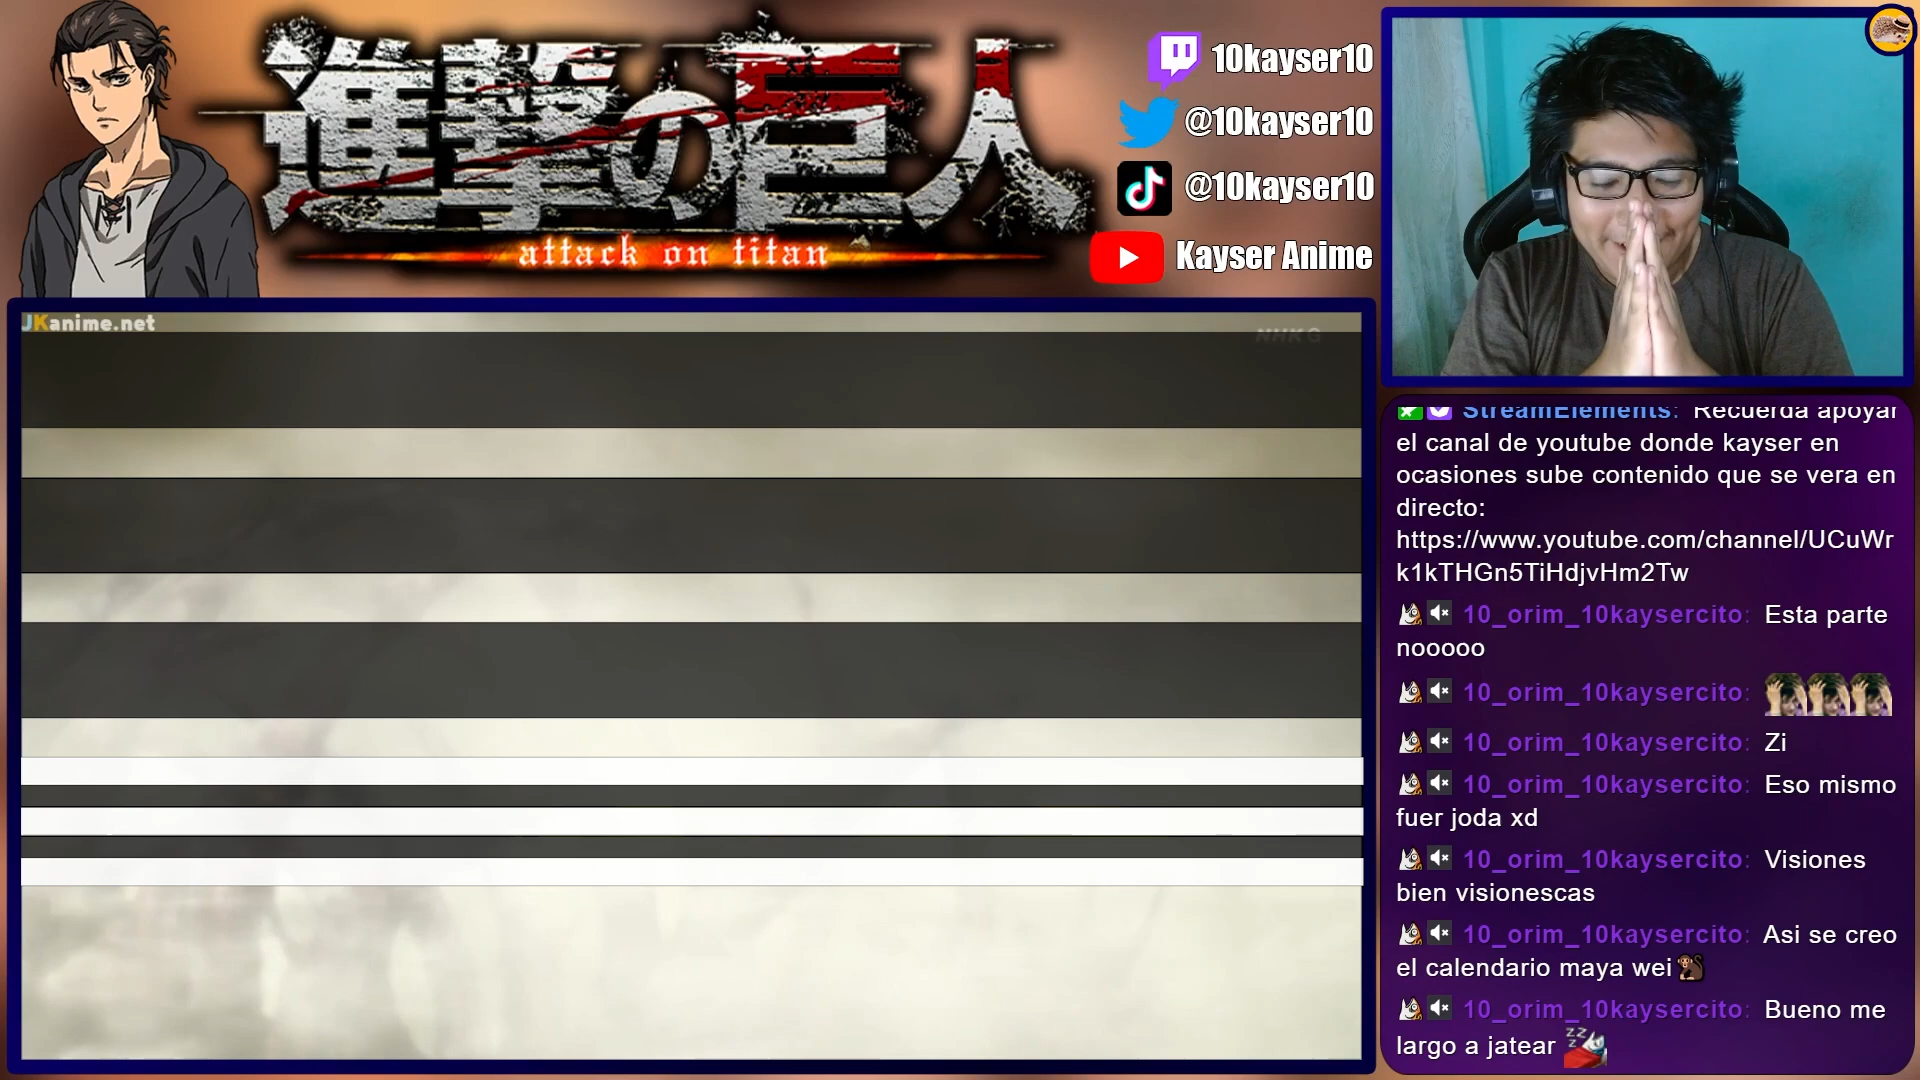 進撃の巨人
attack on titan
10kayser10
@10kayser10
@10kayser10
Kayser Anime
JKanime.net
NHK G
StreamElements: Recuerda apoyar
el canal de youtube donde kayser en
ocasiones sube contenido que se vera en
directo:
https://www.youtube.com/channel/UCuWr
k1kTHGn5TiHdjvHm2Tw
10_orim_10kaysercito: Esta parte
nooooo
10_orim_10kaysercito:
10_orim_10kaysercito: Zi
10_orim_10kaysercito: Eso mismo
fuer joda xd
10_orim_10kaysercito: Visiones
bien visionescas
10_orim_10kaysercito: Asi se creo
el calendario maya wei
10_orim_10kaysercito: Bueno me
largo a jatear